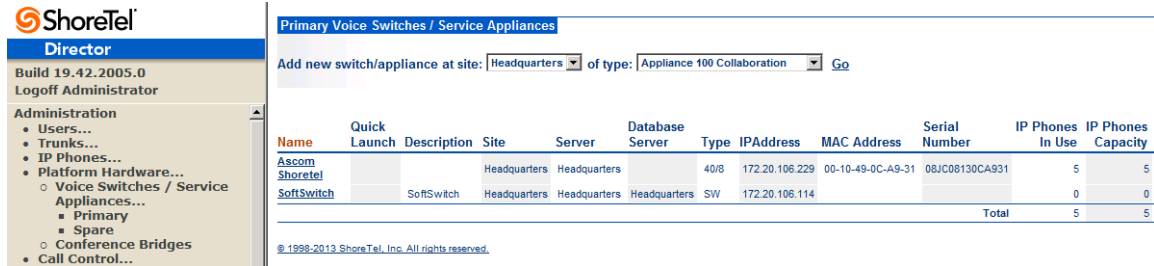 ShoreTel
Director
Build 19.42.2005.0
Logoff Administrator
Administration
Users...
Trunks...
IP Phones...
Platform Hardware...
Voice Switches / Service
Appliances...
Primary
Spare
Conference Bridges
Call Control...
Primary Voice Switches / Service Appliances
Add new switch/appliance at site: Headquarters of type: Appliance 100 Collaboration Go
Quick Database Serial IP Phones IP Phones
Name Launch Description Site Server Server Type IPAddress MAC Address Number In Use Capacity
Ascom
Shoretel Headquarters Headquarters 40/8 172.20.106.229 00-10-49-0C-A9-31 08JC08130CA931 5 5
SoftSwitch SoftSwitch Headquarters Headquarters Headquarters SW 172.20.106.114 0 0
Total 5 5
© 1998-2013 ShoreTel, Inc. All rights reserved.